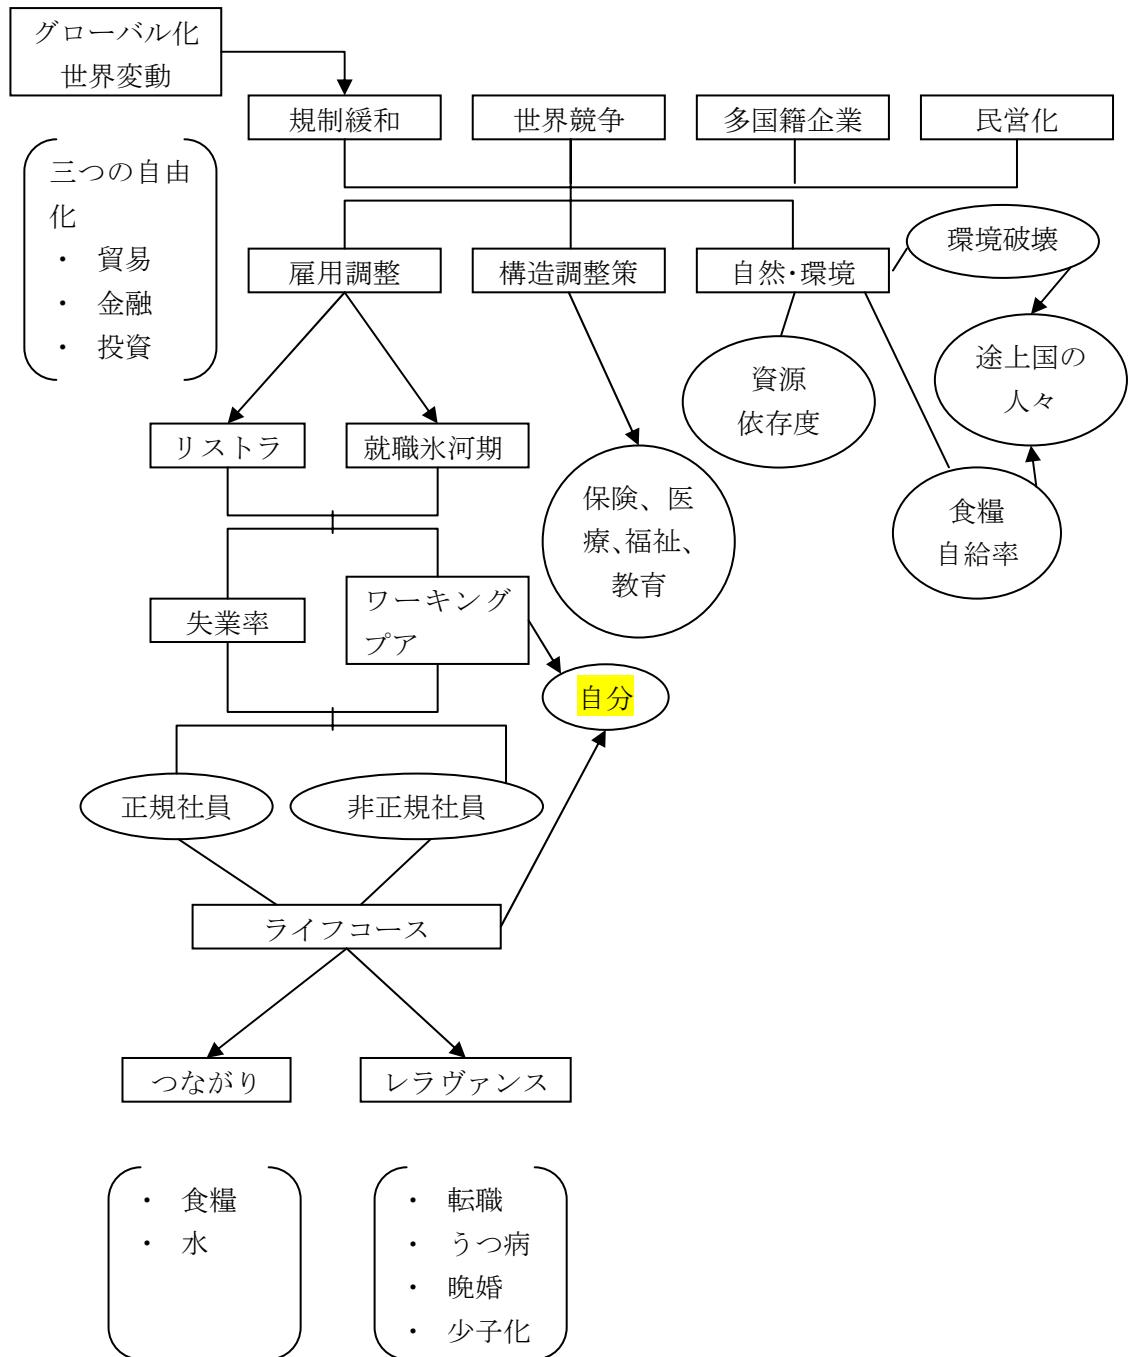 グローバル化
世界変動
規制緩和
世界競争
多国籍企業
民営化
三つの自由
化
・ 貿易
・ 金融
・ 投資
環境破壊
雇用調整
構造調整策
自然・環境
途上国の
人々
資源
依存度
リストラ
就職氷河期
保険、医
療、福祉、
教育
食糧
自給率
ワーキング
プア
失業率
自分
正規社員
非正規社員
ライフコース
つながり
レラヴァンス
・ 食糧
・ 水
・ 転職
・ うつ病
・ 晩婚
・ 少子化